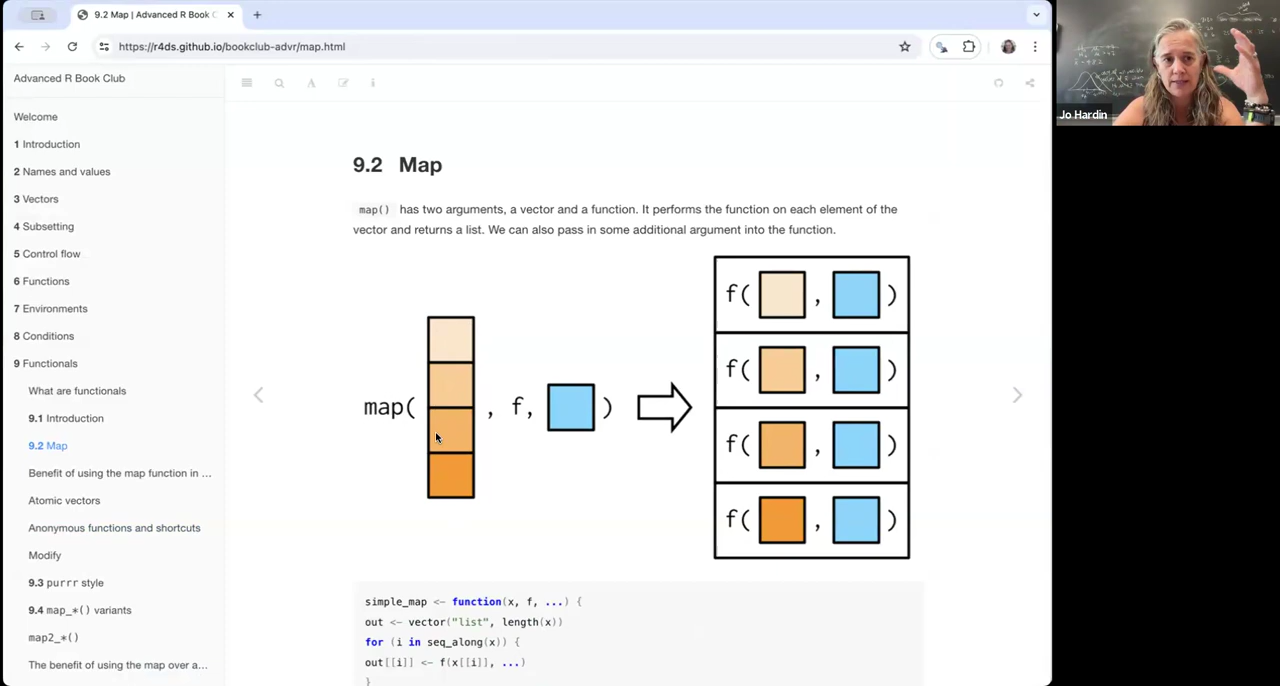 9.2 Map | Advanced R Book C
https://r4ds.github.io/bookclub-advr/map.html
Advanced R Book Club
Welcome
1 Introduction
2 Names and values
3 Vectors
4 Subsetting
5 Control flow
6 Functions
7 Environments
8 Conditions
9 Functionals
What are functionals
9.1 Introduction
9.2 Map
Benefit of using the map function in ...
Atomic vectors
Anonymous functions and shortcuts
Modify
9.3 purrr style
9.4 map_*() variants
map2_*()
The benefit of using the map over a...
9.2 Map
map() has two arguments, a vector and a function. It performs the function on each element of the
vector and returns a list. We can also pass in some additional argument into the function.
map( , f, )
f( , )
f( , )
f( , )
f( , )
simple_map <- function(x, f, ...) {
out <- vector("list", length(x))
for (i in seq_along(x)) {
out[[i]] <- f(x[[i]], ...)
}
Jo Hardin